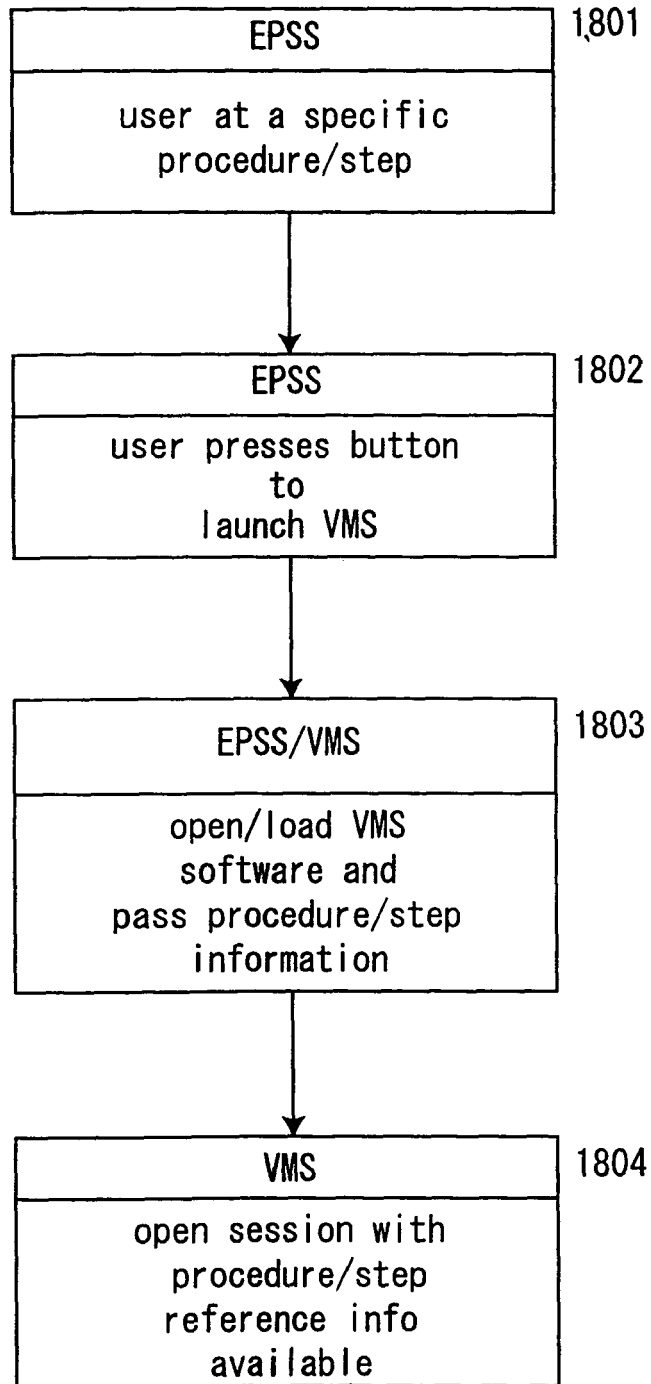 EPSS
1801
user at a specific
procedure/step
EPSS
1802
user presses button
to
launch VMS
EPSS/VMS
1803
open/load VMS
software and
pass procedure/step
information
VMS
1804
open session with
procedure/step
reference info
available